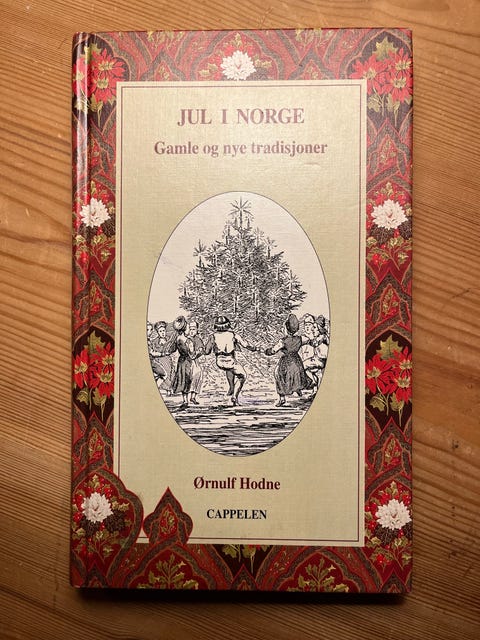 JUL I NORGE
Gamle og nye tradisjoner
Ørnulf Hodne
CAPPELEN